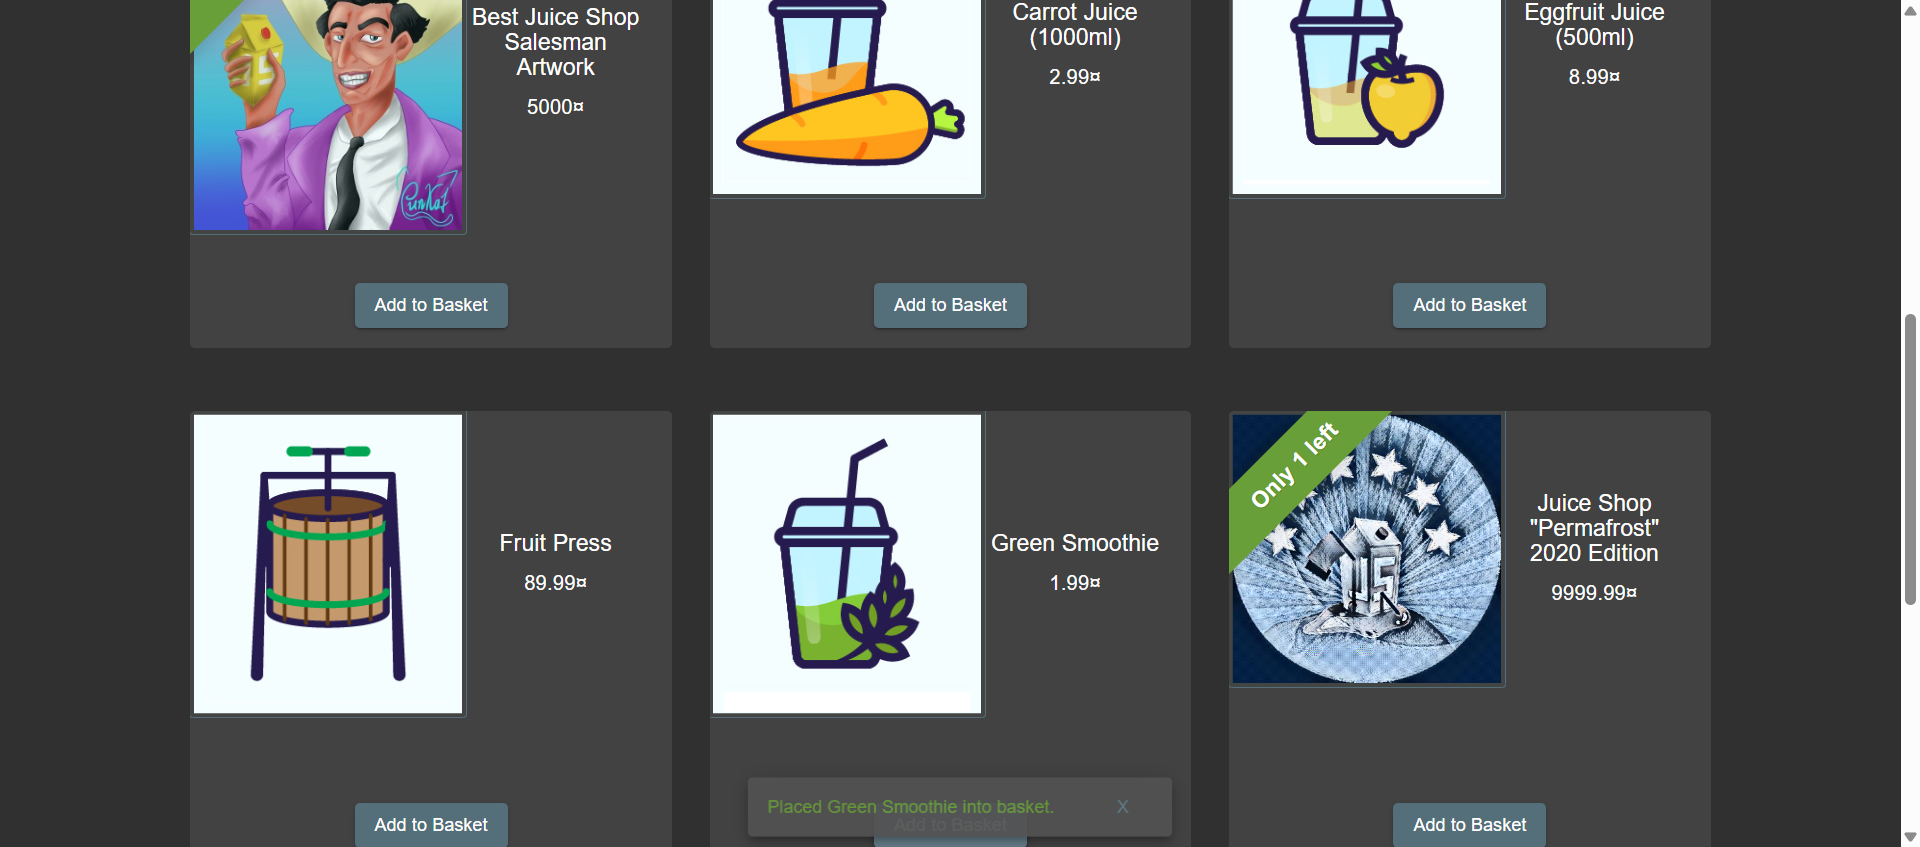 Best Juice Shop
Salesman
Artwork
5000¤
Add to Basket
Carrot Juice
(1000ml)
2.99¤
Add to Basket
Eggfruit Juice
(500ml)
8.99¤
Add to Basket
Fruit Press
89.99¤
Add to Basket
Green Smoothie
1.99¤
Placed Green Smoothie into basket.
X
Add to Basket
Only 1 left
Juice Shop
"Permafrost"
2020 Edition
9999.99¤
Add to Basket